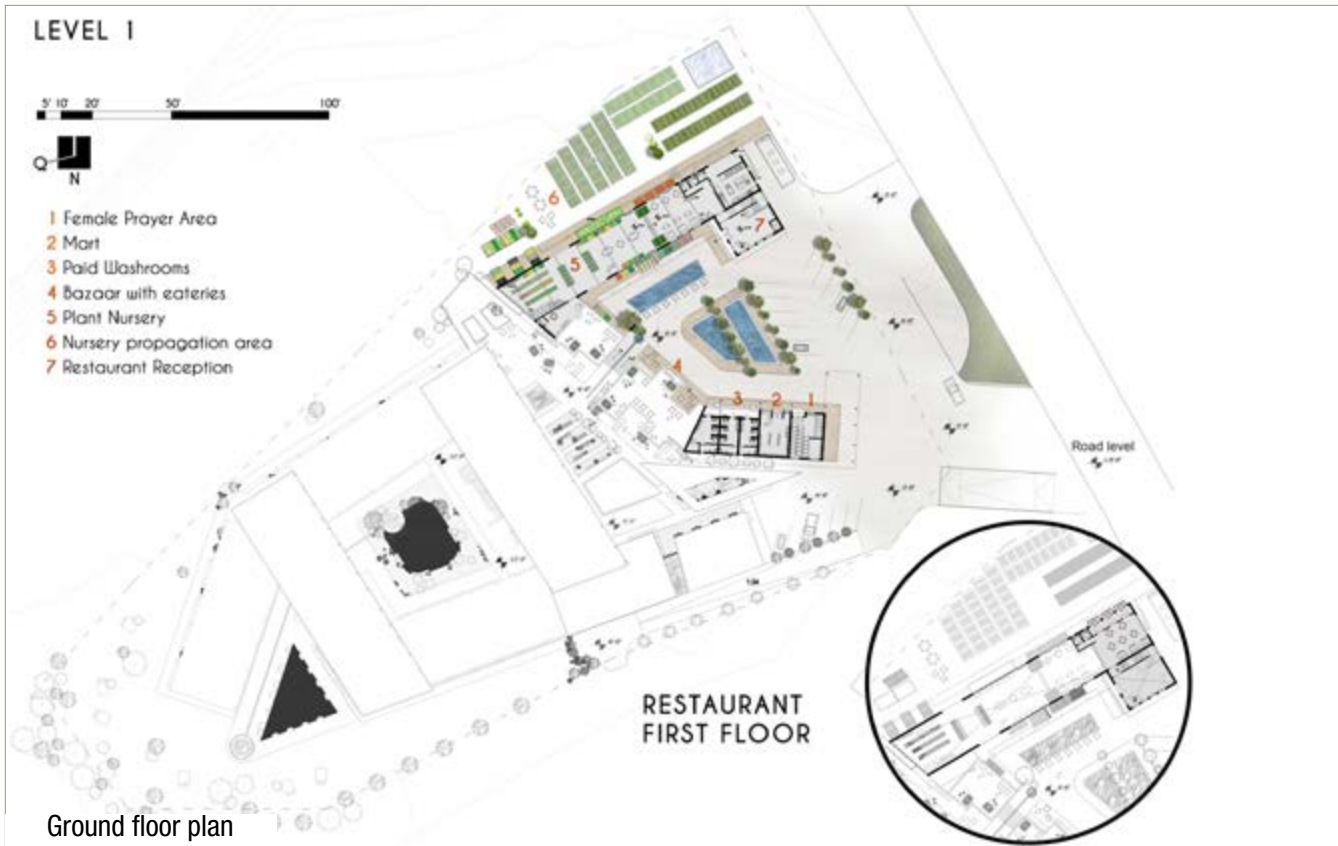 LEVEL 1
5' 10' 20' 50' 100'
Q
N
1 Female Prayer Area
2 Mart
3 Paid Washrooms
4 Bazaar with eateries
5 Plant Nursery
6 Nursery propagation area
7 Restaurant Reception
6
7
5
4
3 2 1
Road level
RESTAURANT
FIRST FLOOR
Ground floor plan